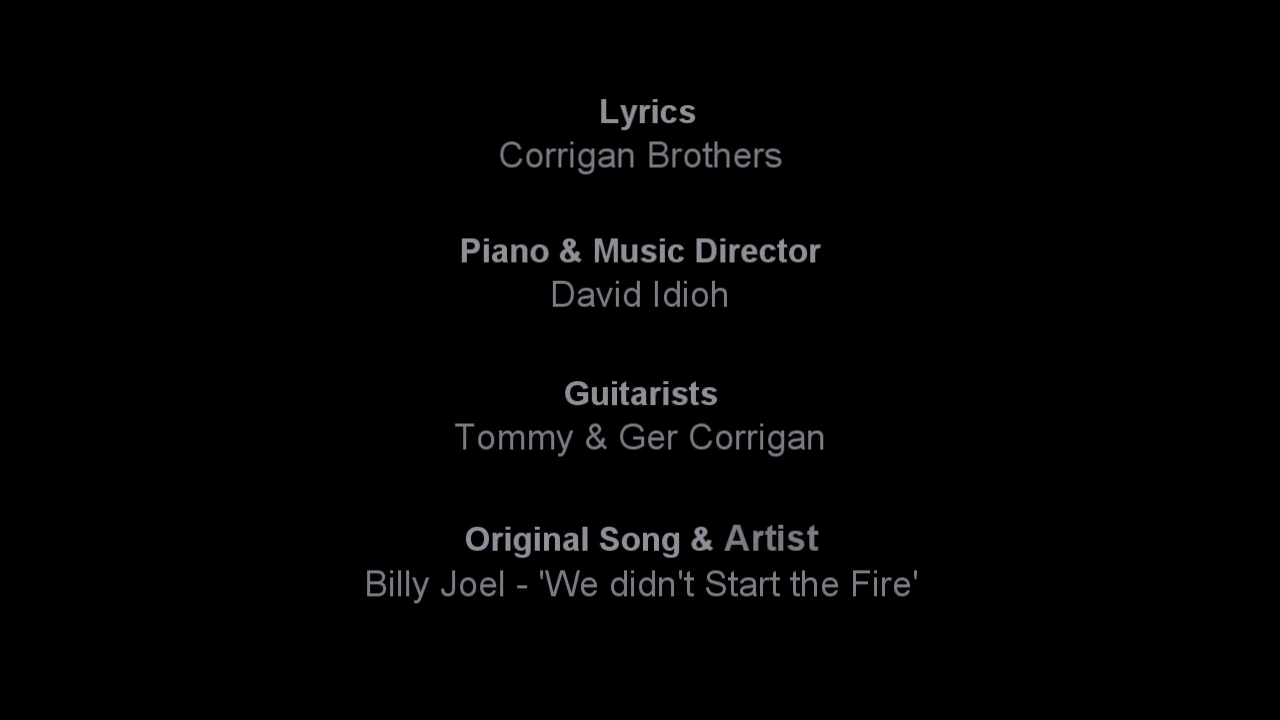 Lyrics
Corrigan Brothers
Piano & Music Director
David Idioh
Guitarists
Tommy & Ger Corrigan
Original Song & Artist
Billy Joel - 'We didn't Start the Fire'